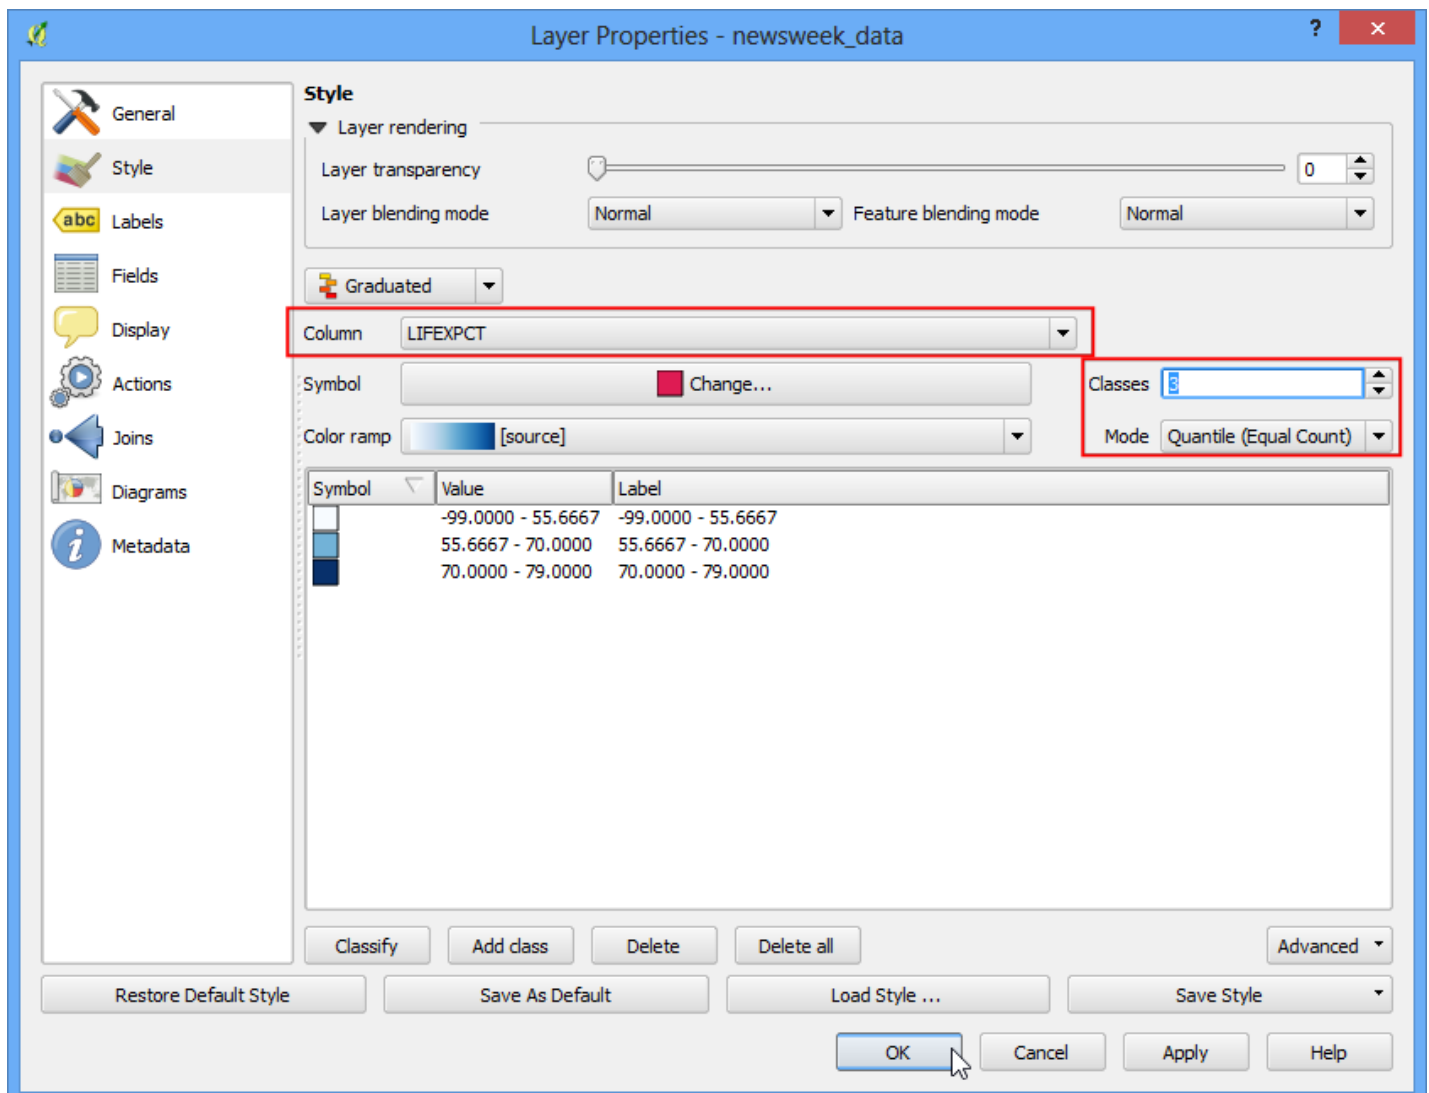 Layer Properties - newsweek_data ? ×
General
Style
abc Labels
Fields
Display
Actions
Joins
Diagrams
i Metadata
Style
Layer rendering
Layer transparency 0
Layer blending mode Normal Feature blending mode Normal
Graduated
Column LIFEXPCT
Symbol Change... Classes 3
Color ramp [source] Mode Quantile (Equal Count)
Symbol Value Label
-99.0000 - 55.6667 -99.0000 - 55.6667
55.6667 - 70.0000 55.6667 - 70.0000
70.0000 - 79.0000 70.0000 - 79.0000
Classify Add class Delete Delete all Advanced
Restore Default Style Save As Default Load Style ... Save Style
OK Cancel Apply Help